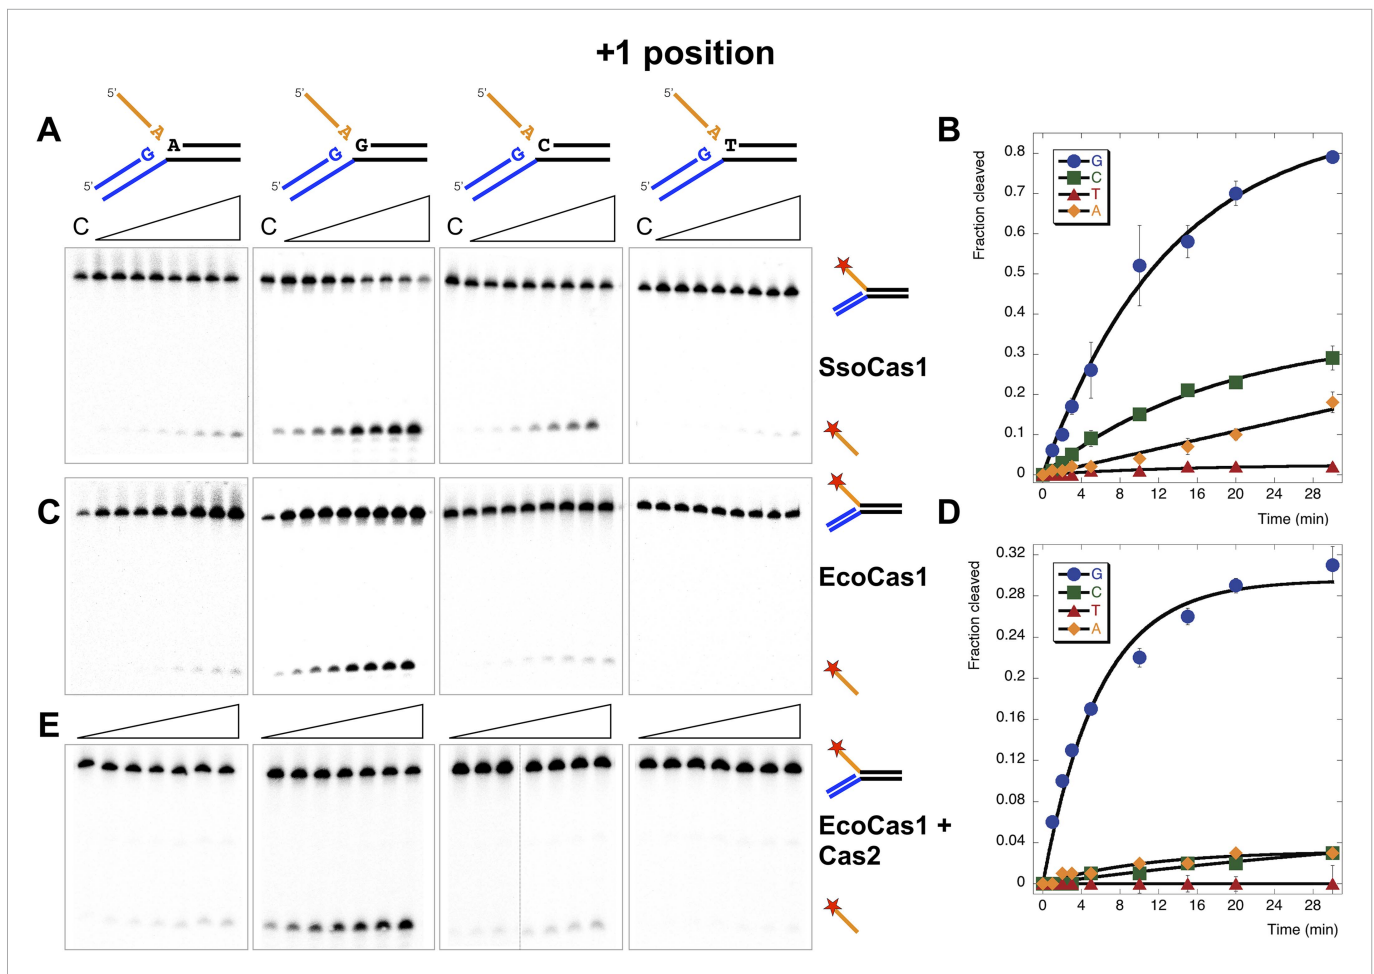 +1 position
A
5'
A
G
A
5'
5'
A
G
G
5'
5'
A
G
C
5'
5'
A
G
T
5'
C
C
C
C
SsoCas1
B
Fraction cleaved
0.8
0.7
0.6
0.5
0.4
0.3
0.2
0.1
0
G
C
T
A
0 4 8 12 16 20 24 28
Time (min)
C
EcoCas1
D
Fraction cleaved
0.32
0.28
0.24
0.2
0.16
0.12
0.08
0.04
0
G
C
T
A
0 4 8 12 16 20 24 28
Time (min)
E
EcoCas1 +
Cas2